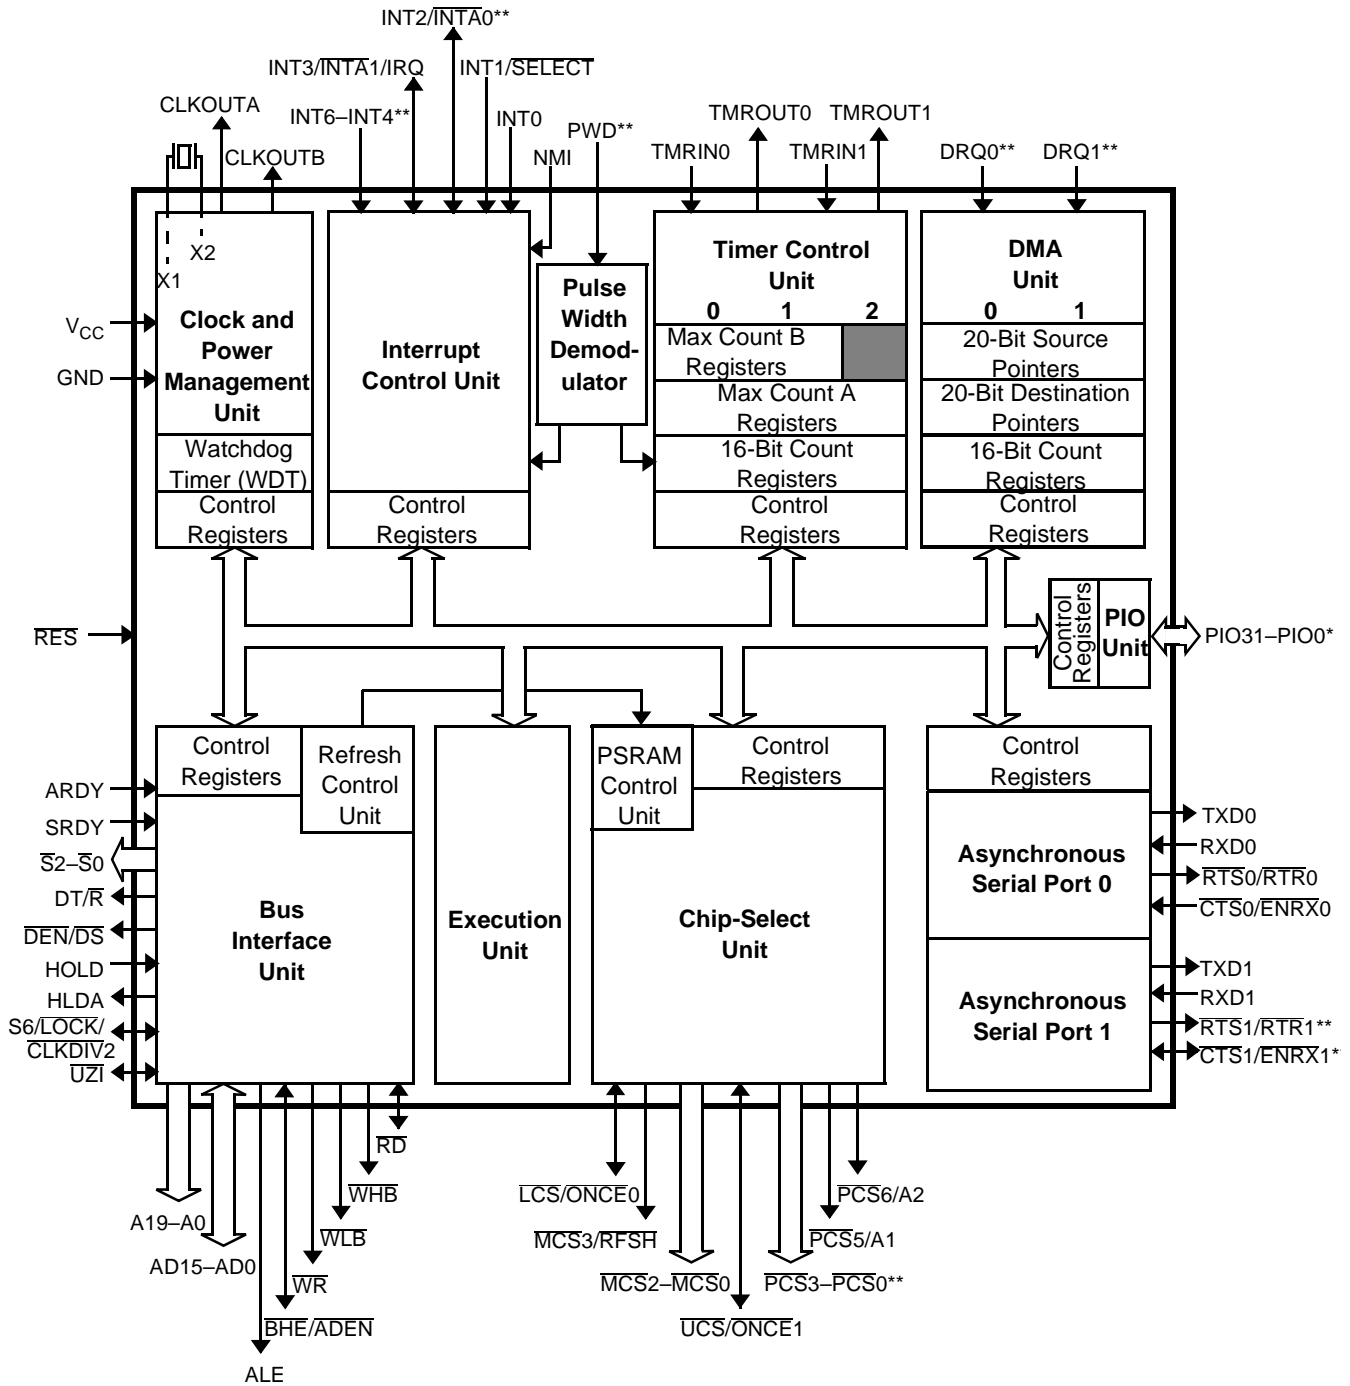 INT2/INTA0**
INT3/INTA1/IRQ
INT1/SELECT
CLKOUTA
INT6–INT4**
INT0
PWD**
TMROUT0
TMROUT1
CLKOUTB
NMI
TMRIN0
TMRIN1
DRQ0**
DRQ1**
X2
X1
VCC
GND
Clock and
Power
Management
Unit
Watchdog
Timer (WDT)
Control
Registers
Interrupt
Control Unit
Control
Registers
Pulse
Width
Demod-
ulator
Timer Control
Unit
0 1 2
Max Count B
Registers
Max Count A
Registers
16-Bit Count
Registers
Control
Registers
DMA
Unit
0 1
20-Bit Source
Pointers
20-Bit Destination
Pointers
16-Bit Count
Registers
Control
Registers
RES
Control
Registers
PIO
Unit
PIO31–PIO0*
Control
Registers
Refresh
Control
Unit
Bus
Interface
Unit
Execution
Unit
PSRAM
Control
Unit
Control
Registers
Chip-Select
Unit
Control
Registers
Asynchronous
Serial Port 0
Asynchronous
Serial Port 1
ARDY
SRDY
S2–S0
DT/R
DEN/DS
HOLD
HLDA
S6/LOCK/
CLKDIV2
UZI
TXD0
RXD0
RTS0/RTR0
CTS0/ENRX0
TXD1
RXD1
RTS1/RTR1**
CTS1/ENRX1*
RD
WHB
A19–A0
WLB
AD15–AD0
WR
BHE/ADEN
ALE
LCS/ONCE0
PCS6/A2
MCS3/RFSH
PCS5/A1
MCS2–MCS0
PCS3–PCS0**
UCS/ONCE1